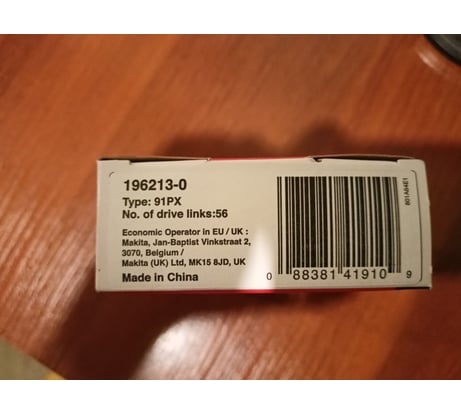 196213-0
Type: 91PX
No. of drive links:56
Economic Operator in EU / UK :
Makita, Jan-Baptist Vinkstraat 2,
3070, Belgium /
Makita (UK) Ltd, MK15 8JD, UK
Made in China
0 88381 41910 9
801A84E1